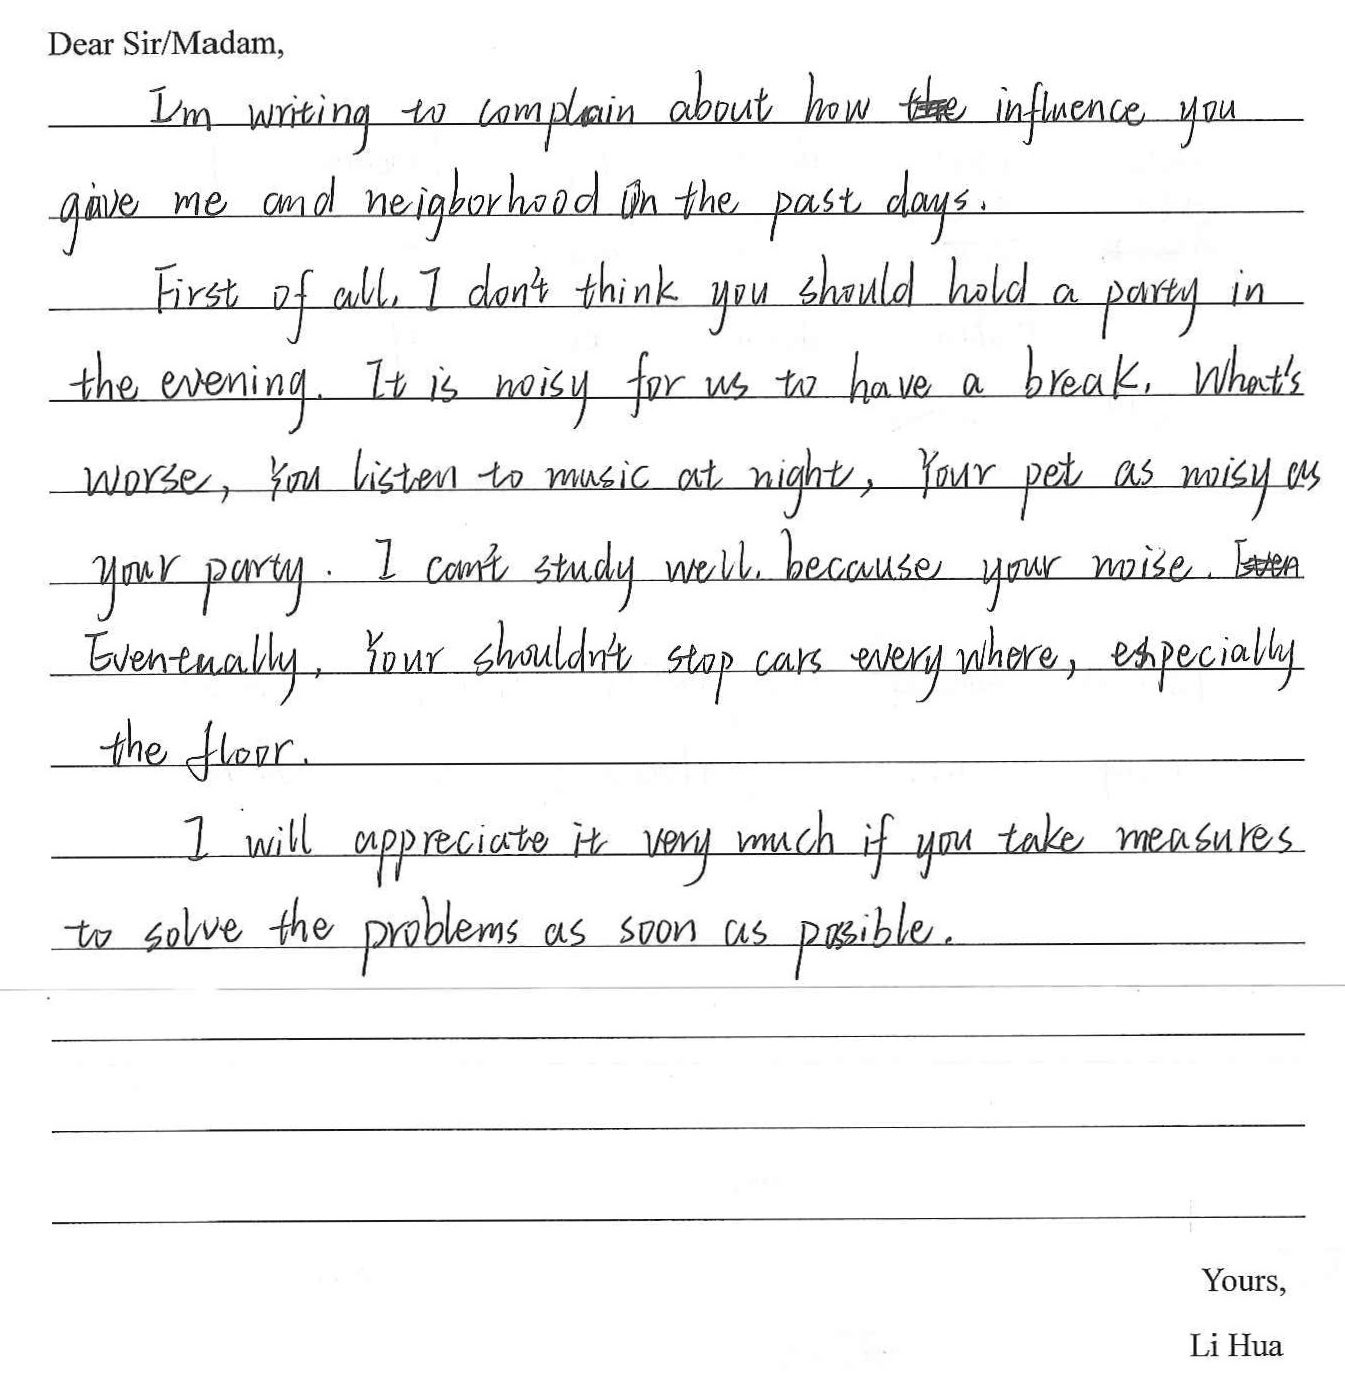 Dear Sir/Madam,
I'm writing to complain about how influence you
give me and neigborhood in the past days.
First of all, I don't think you should hold a party in
the evening. It is noisy for us to have a break. What's
worse, You listen to music at night, Your pet as noisy as
your party. I can't study well. because your noise.
Eventually, Your shouldn't stop cars everywhere, especially
the floor.
I will appreciate it very much if you take measures
to solve the problems as soon as possible.
Yours,
Li Hua